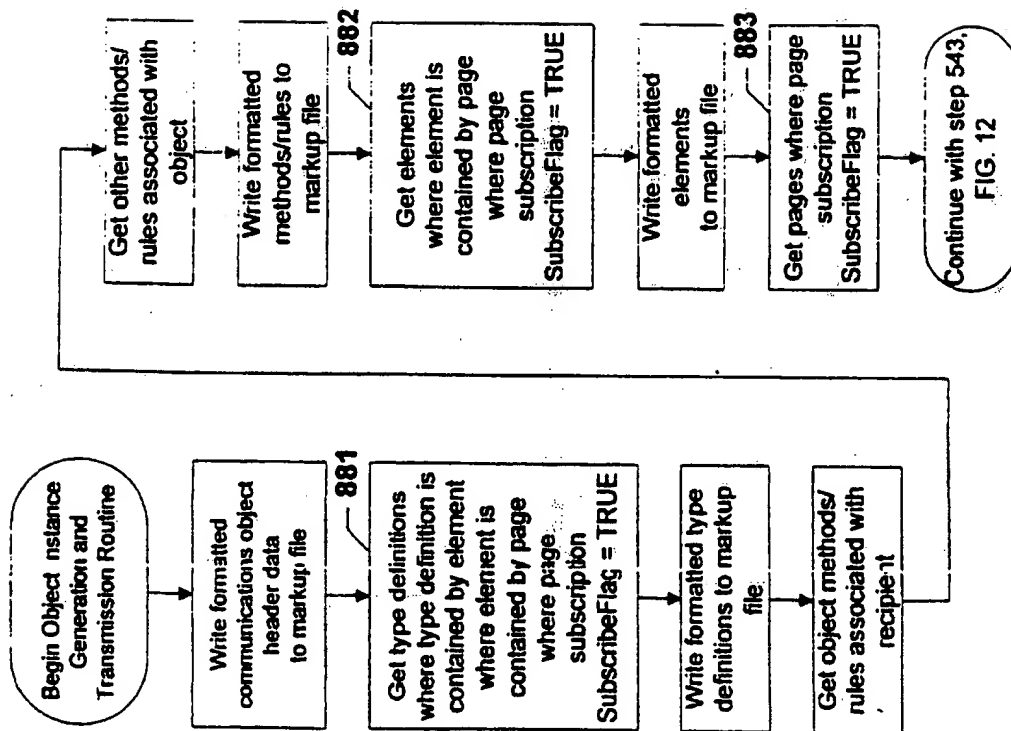 Begin Object Instance
Generation and
Transmission Routine
Write formatted
communications object
header data
to markup file
881
Get type definitions
where type definition is
contained by element
where element is
contained by page
where page
subscription
SubscribeFlag = TRUE
Write formatted type
definitions to markup
file
Get object methods/
rules associated with
recipient
Get other methods/
rules associated with
object
Write formatted
methods/rules to
markup file
882
Get elements
where element is
contained by page
where page
subscription
SubscribeFlag = TRUE
Write formatted
elements
to markup file
883
Get pages where page
subscription
SubscribeFlag = TRUE
Continue with step 543,
FIG. 12